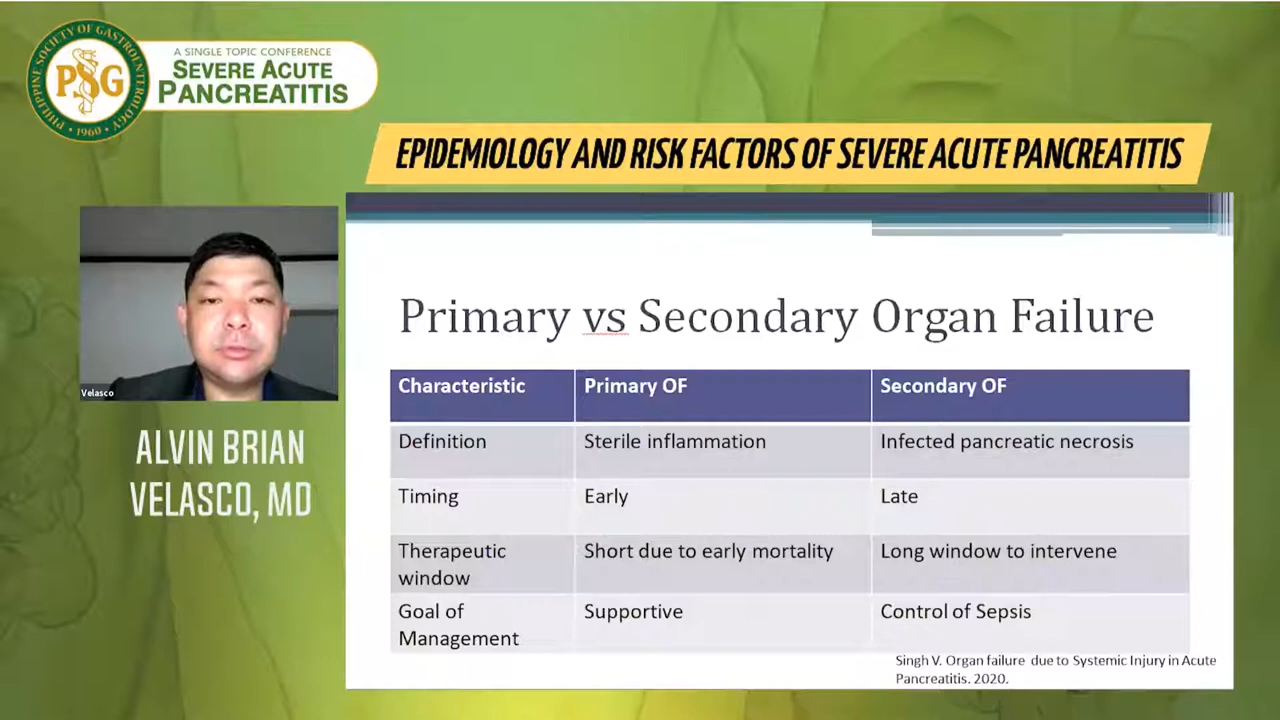 PHILIPPINE SOCIETY OF GASTROENTEROLOGY
PSG
• 1960 •
A SINGLE TOPIC CONFERENCE
SEVERE ACUTE
PANCREATITIS
EPIDEMIOLOGY AND RISK FACTORS OF SEVERE ACUTE PANCREATITIS
Velasco
ALVIN BRIAN
VELASCO, MD
Primary vs Secondary Organ Failure
Characteristic Primary OF Secondary OF
Definition Sterile inflammation Infected pancreatic necrosis
Timing Early Late
Therapeutic Short due to early mortality Long window to intervene
window
Goal of Supportive Control of Sepsis
Management
Singh V. Organ failure due to Systemic Injury in Acute
Pancreatitis. 2020.